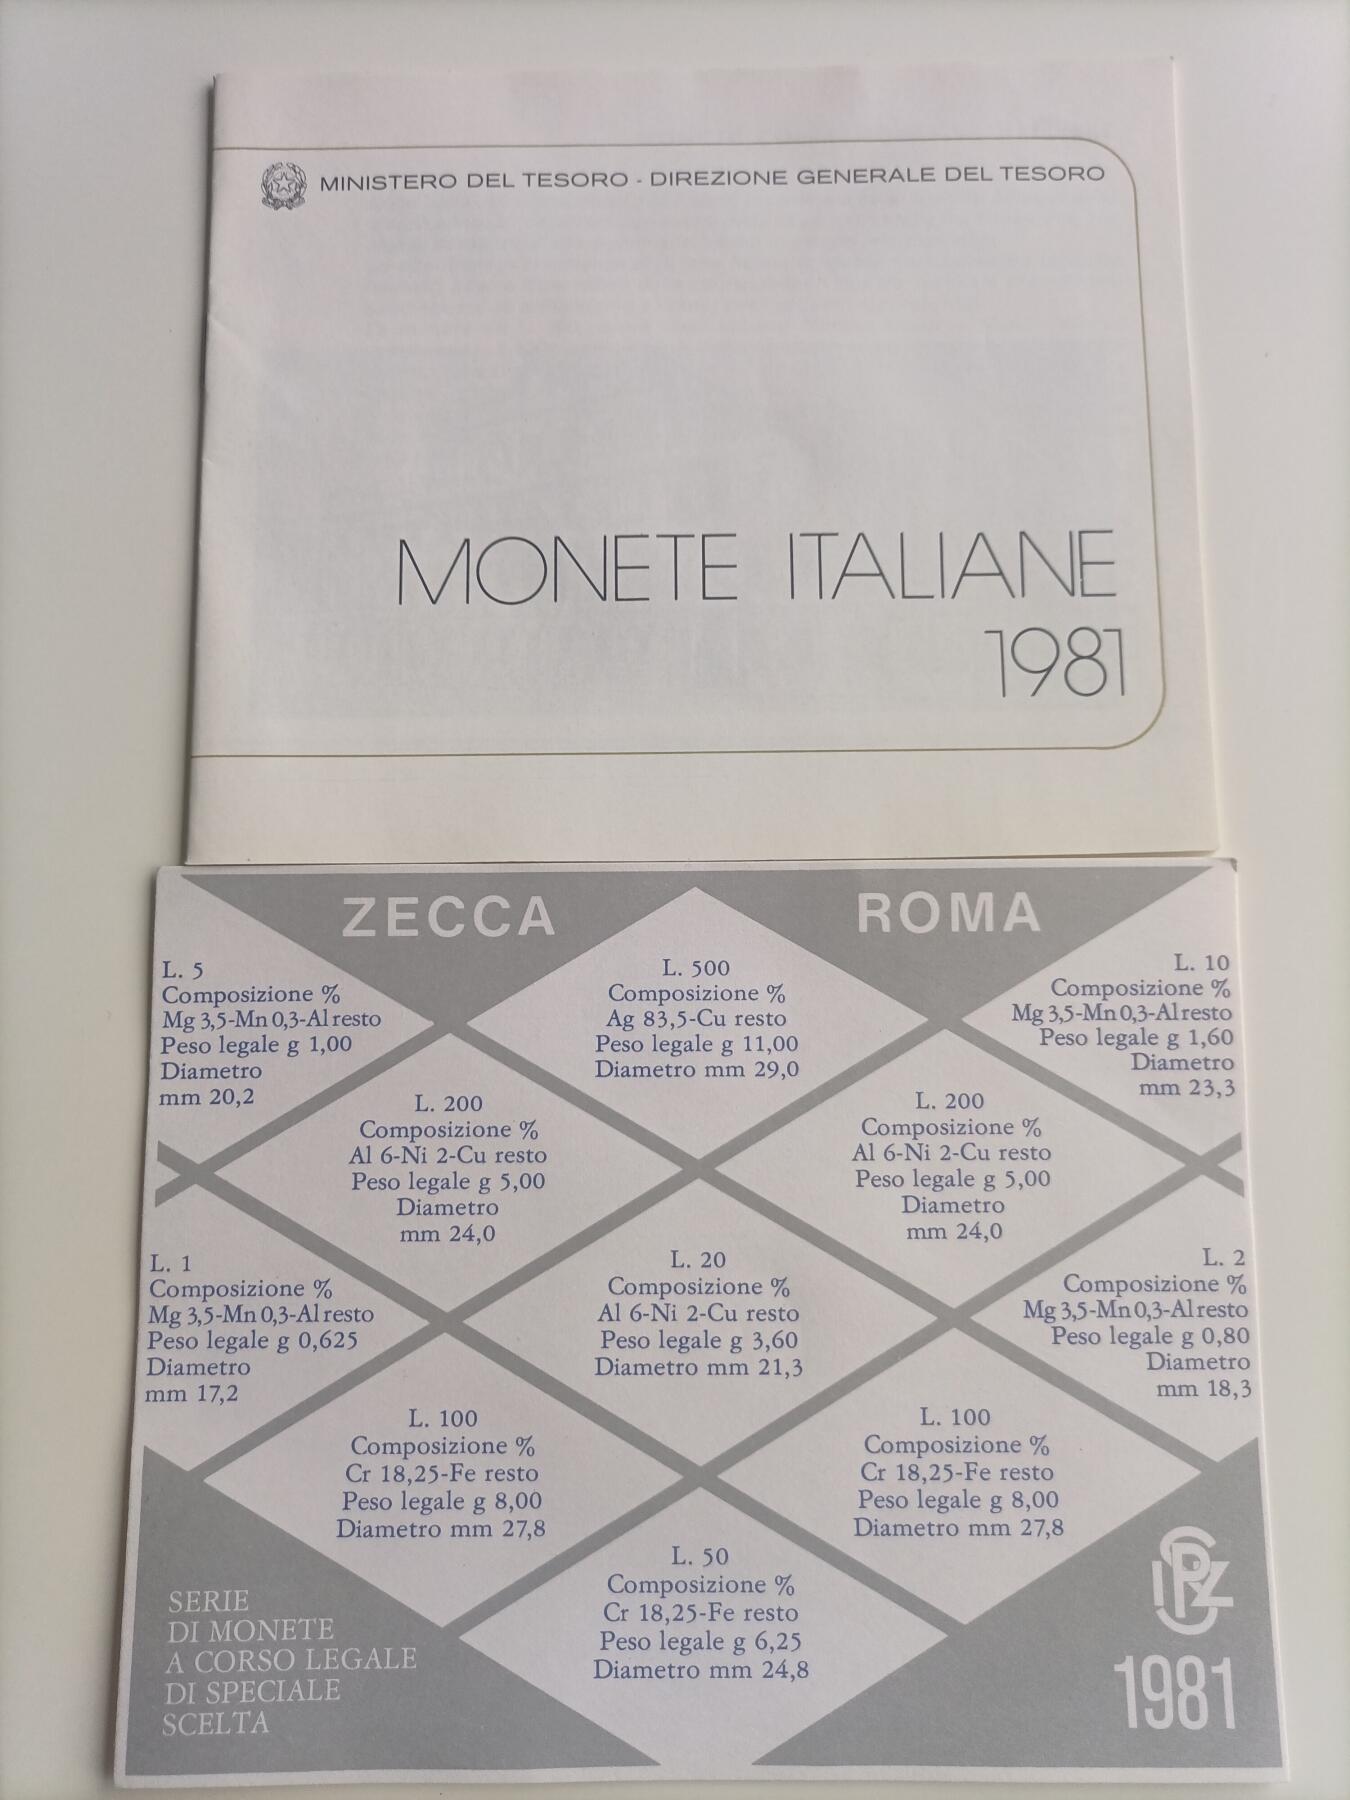 MINISTERO DEL TESORO - DIREZIONE GENERALE DEL TESORO
MONETE ITALIANE
1981
ZECCA
ROMA
L. 5
Composizione %
Mg 3,5-Mn 0,3-Al resto
Peso legale g 1,00
Diametro
mm 20,2
L. 500
Composizione %
Ag 83,5-Cu resto
Peso legale g 11,00
Diametro mm 29,0
L. 10
Composizione %
Mg 3,5-Mn 0,3-Al resto
Peso legale g 1,60
Diametro
mm 23,3
L. 200
Composizione %
Al 6-Ni 2-Cu resto
Peso legale g 5,00
Diametro
mm 24,0
L. 200
Composizione %
Al 6-Ni 2-Cu resto
Peso legale g 5,00
Diametro
mm 24,0
L. 1
Composizione %
Mg 3,5-Mn 0,3-Al resto
Peso legale g 0,625
Diametro
mm 17,2
L. 20
Composizione %
Al 6-Ni 2-Cu resto
Peso legale g 3,60
Diametro mm 21,3
L. 2
Composizione %
Mg 3,5-Mn 0,3-Al resto
Peso legale g 0,80
Diametro
mm 18,3
L. 100
Composizione %
Cr 18,25-Fe resto
Peso legale g 8,00
Diametro mm 27,8
L. 100
Composizione %
Cr 18,25-Fe resto
Peso legale g 8,00
Diametro mm 27,8
L. 50
Composizione %
Cr 18,25-Fe resto
Peso legale g 6,25
Diametro mm 24,8
SERIE
DI MONETE
A CORSO LEGALE
DI SPECIALE
SCELTA
1981